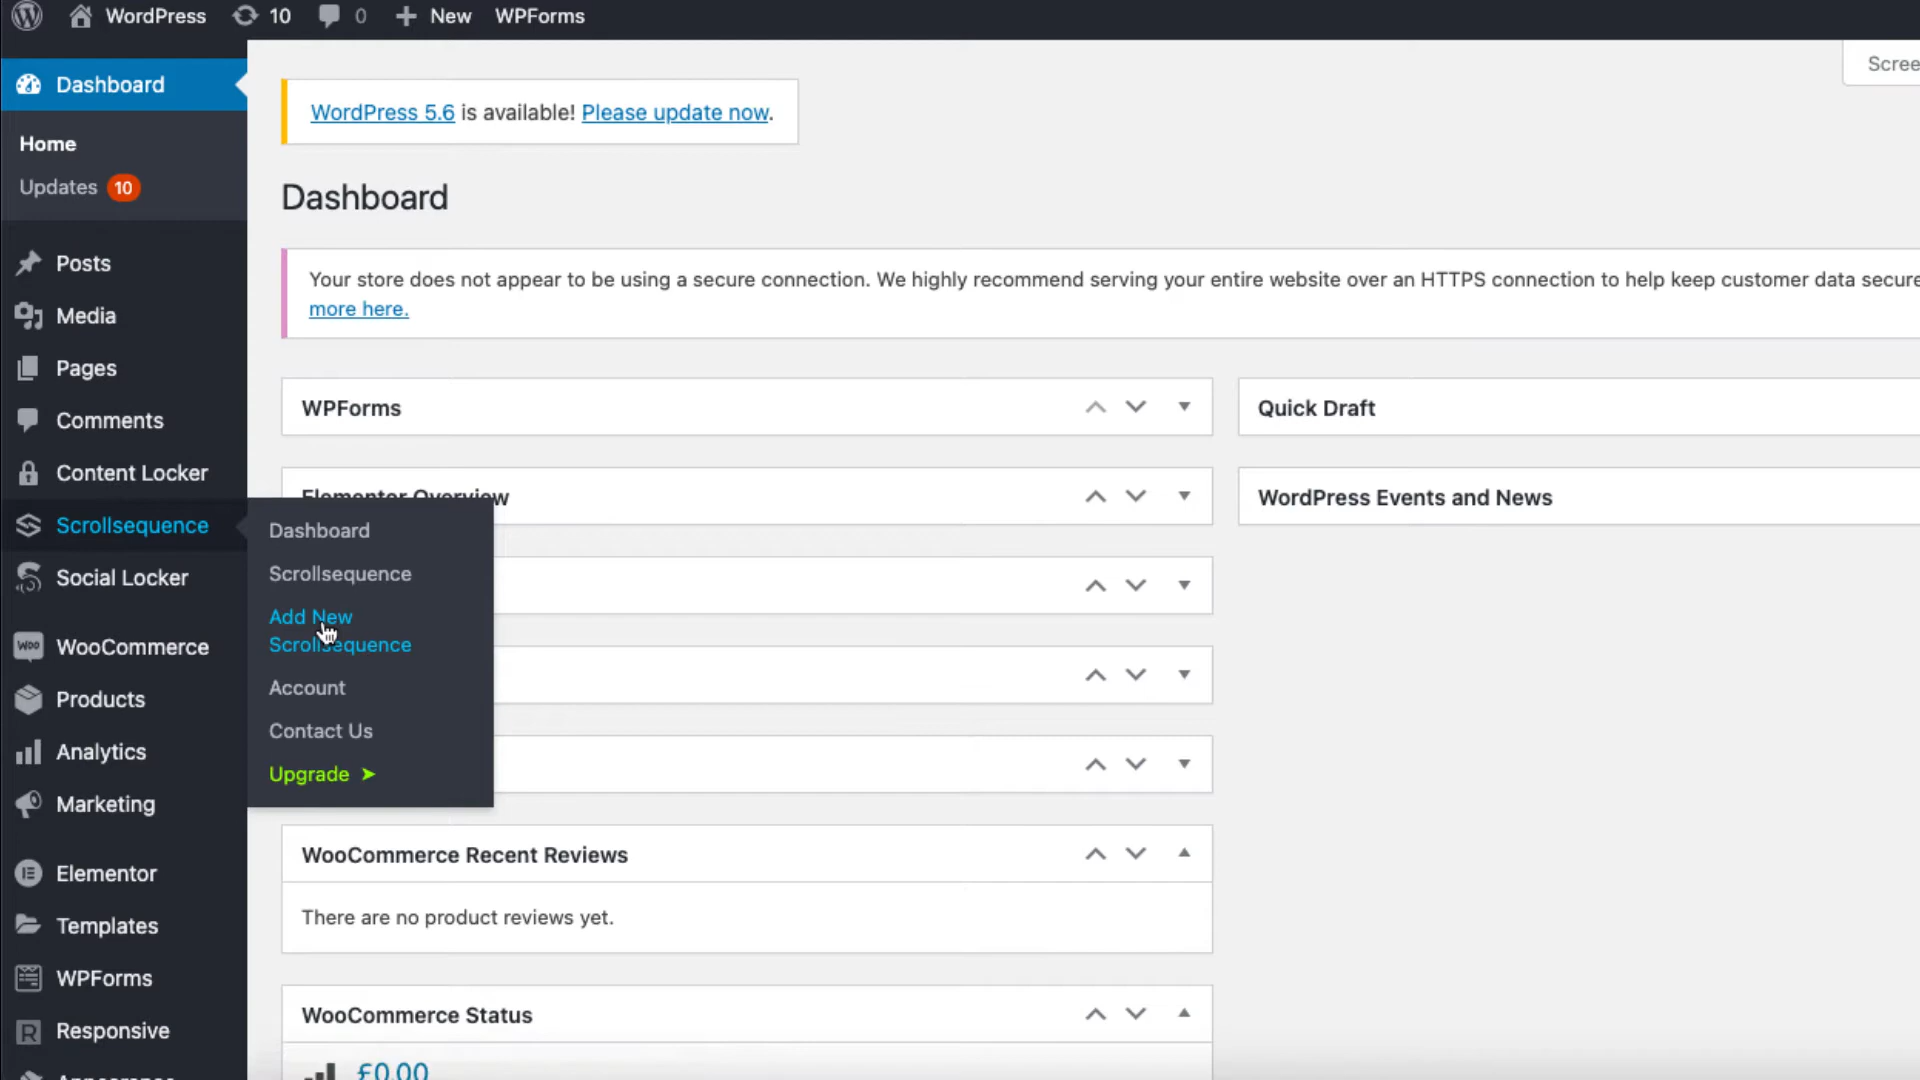 WordPress 10 0 New WPForms
Dashboard
Home
Updates 10
Posts
Media
Pages
Comments
Content Locker
Scrollsequence
Social Locker
WooCommerce
Products
Analytics
Marketing
Elementor
Templates
WPForms
Responsive
Dashboard
Scrollsequence
Add New
Scrollsequence
Account
Contact Us
Upgrade ➤
Scree
WordPress 5.6 is available! Please update now.
Dashboard
Your store does not appear to be using a secure connection. We highly recommend serving your entire website over an HTTPS connection to help keep customer data secure
more here.
WPForms
Elementor Overview
WooCommerce Recent Reviews
There are no product reviews yet.
WooCommerce Status
£0.00
Quick Draft
WordPress Events and News